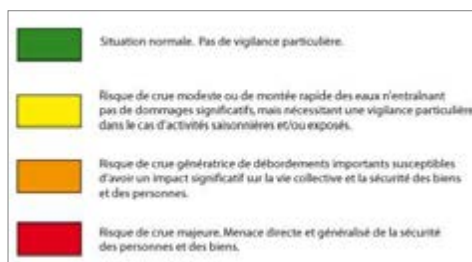 Situation normale. Pas de vigilance particulière.
Risque de crue modeste ou de montée rapide des eaux n'entraînant
pas de dommages significatifs, mais nécessitant une vigilance particulière
dans le cas d'activités saisonnières et/ou exposés.
Risque de crue génératrice de débordements importants susceptibles
d'avoir un impact significatif sur la vie collective et la sécurité des biens
et des personnes.
Risque de crue majeure. Menace directe et généralisé de la sécurité
des personnes et des biens.